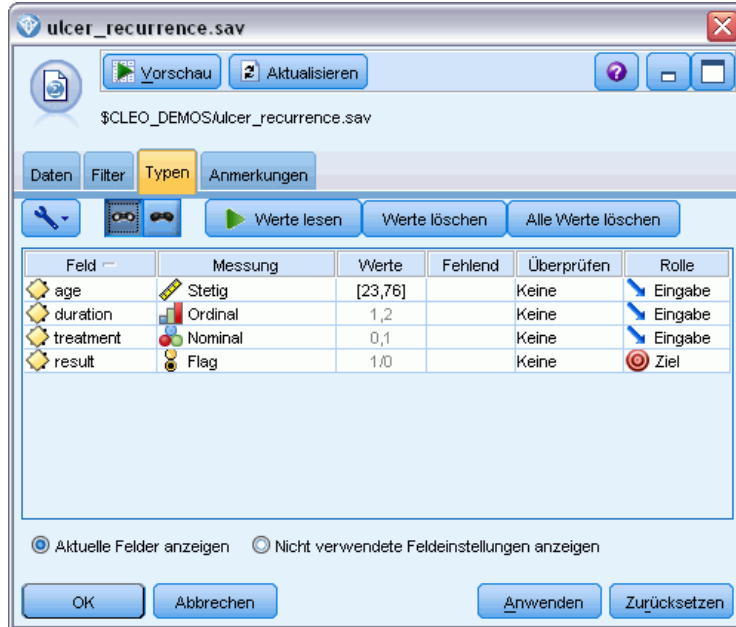 ulcer_recurrence.sav
Vorschau Aktualisieren
$CLEO_DEMOS/ulcer_recurrence.sav
Daten Filter Typen Anmerkungen
Werte lesen Werte löschen Alle Werte löschen
Feld Messung Werte Fehlend Überprüfen Rolle
age Stetig [23,76] Keine Eingabe
duration Ordinal 1,2 Keine Eingabe
treatment Nominal 0,1 Keine Eingabe
result Flag 1/0 Keine Ziel
Aktuelle Felder anzeigen Nicht verwendete Feldeinstellungen anzeigen
OK Abbrechen Anwenden Zurücksetzen